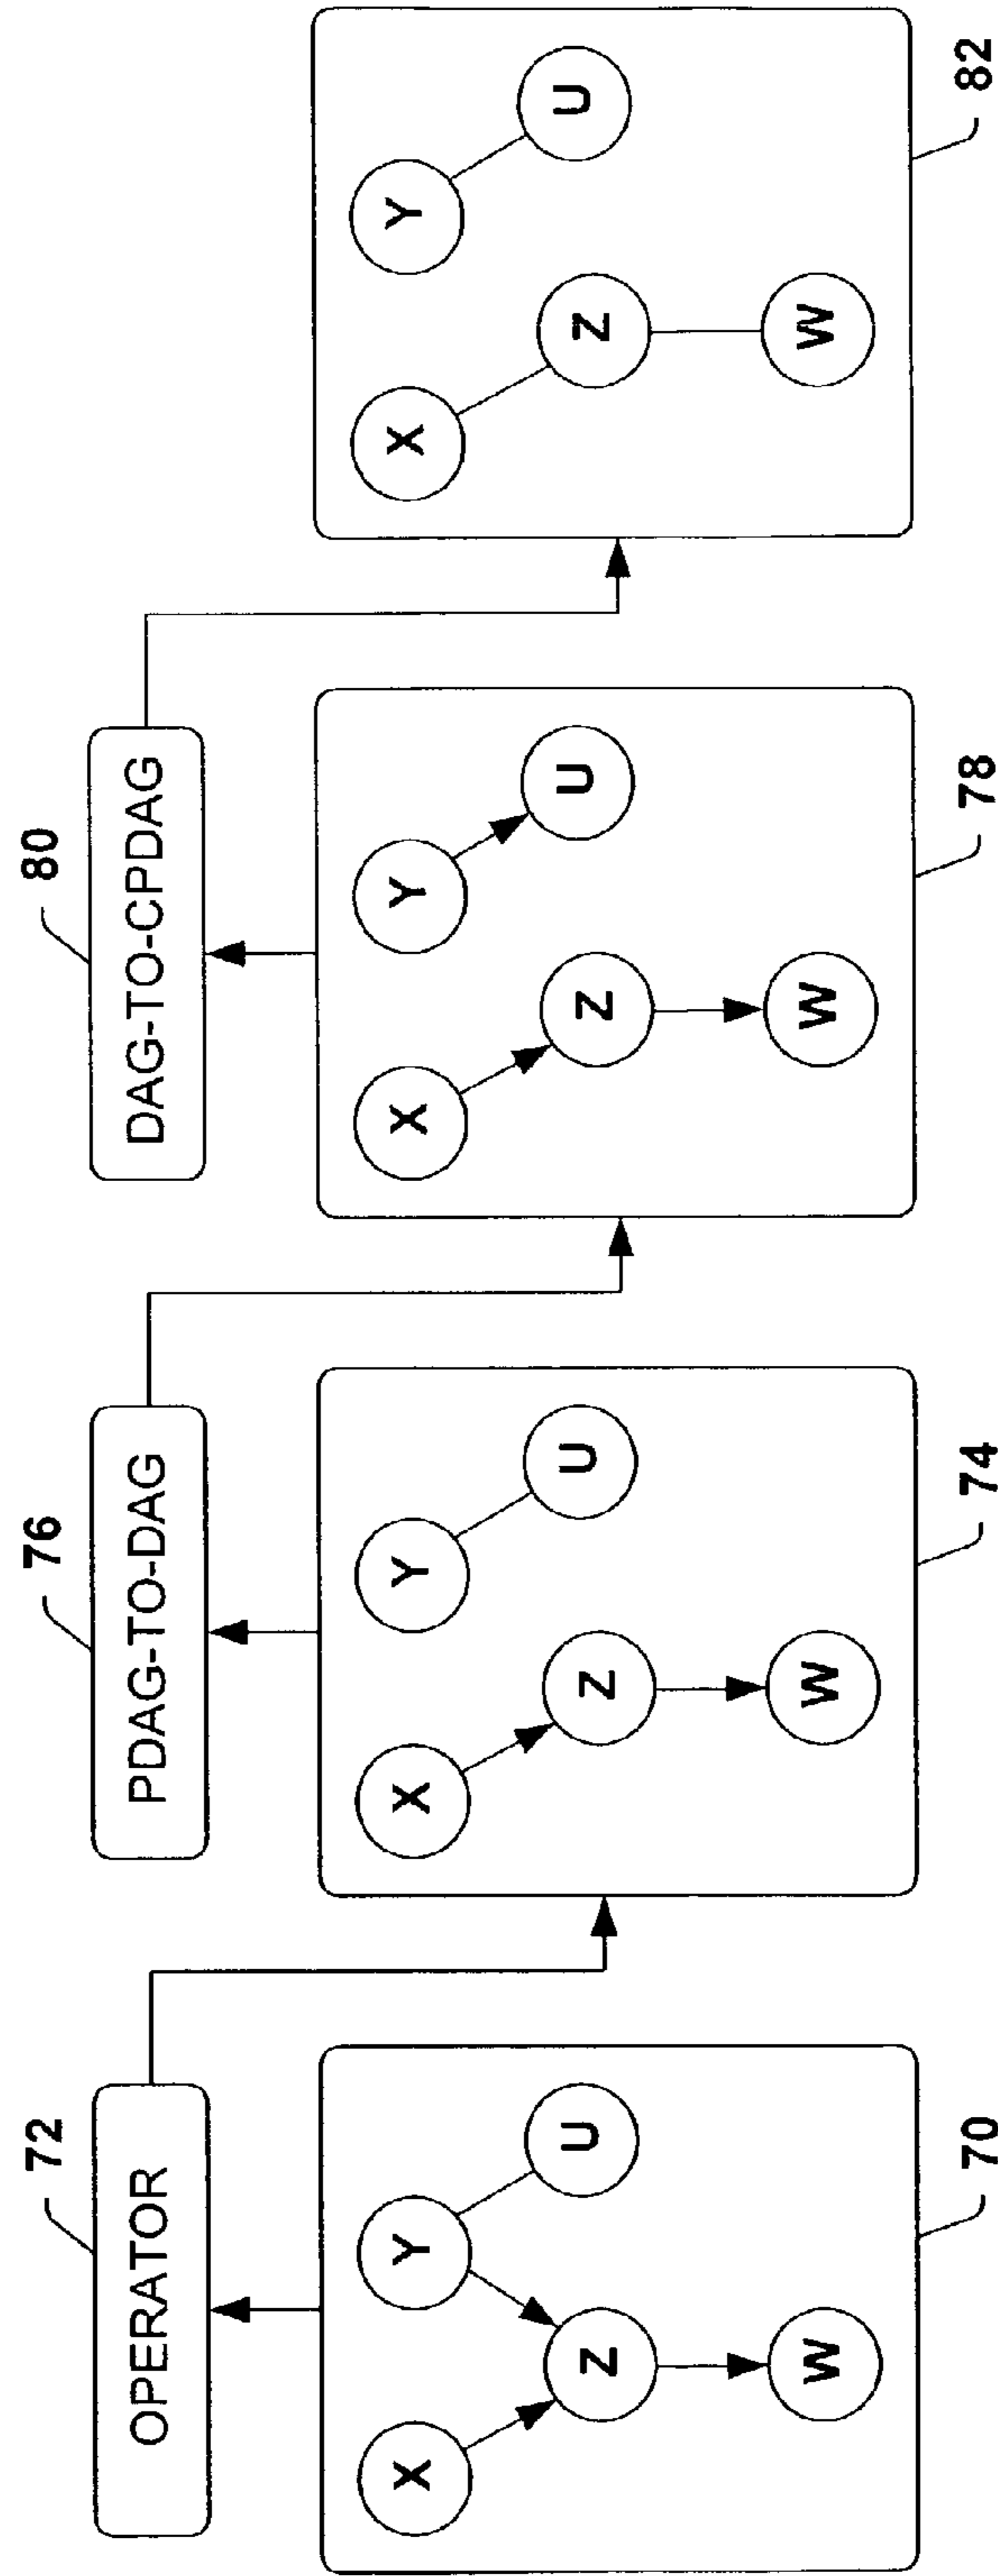 72
OPERATOR
X
Y
Z
U
W
70
76
PDAG-TO-DAG
X
Y
Z
U
W
74
80
DAG-TO-CPDAG
X
Y
Z
U
W
78
X
Y
Z
U
W
82